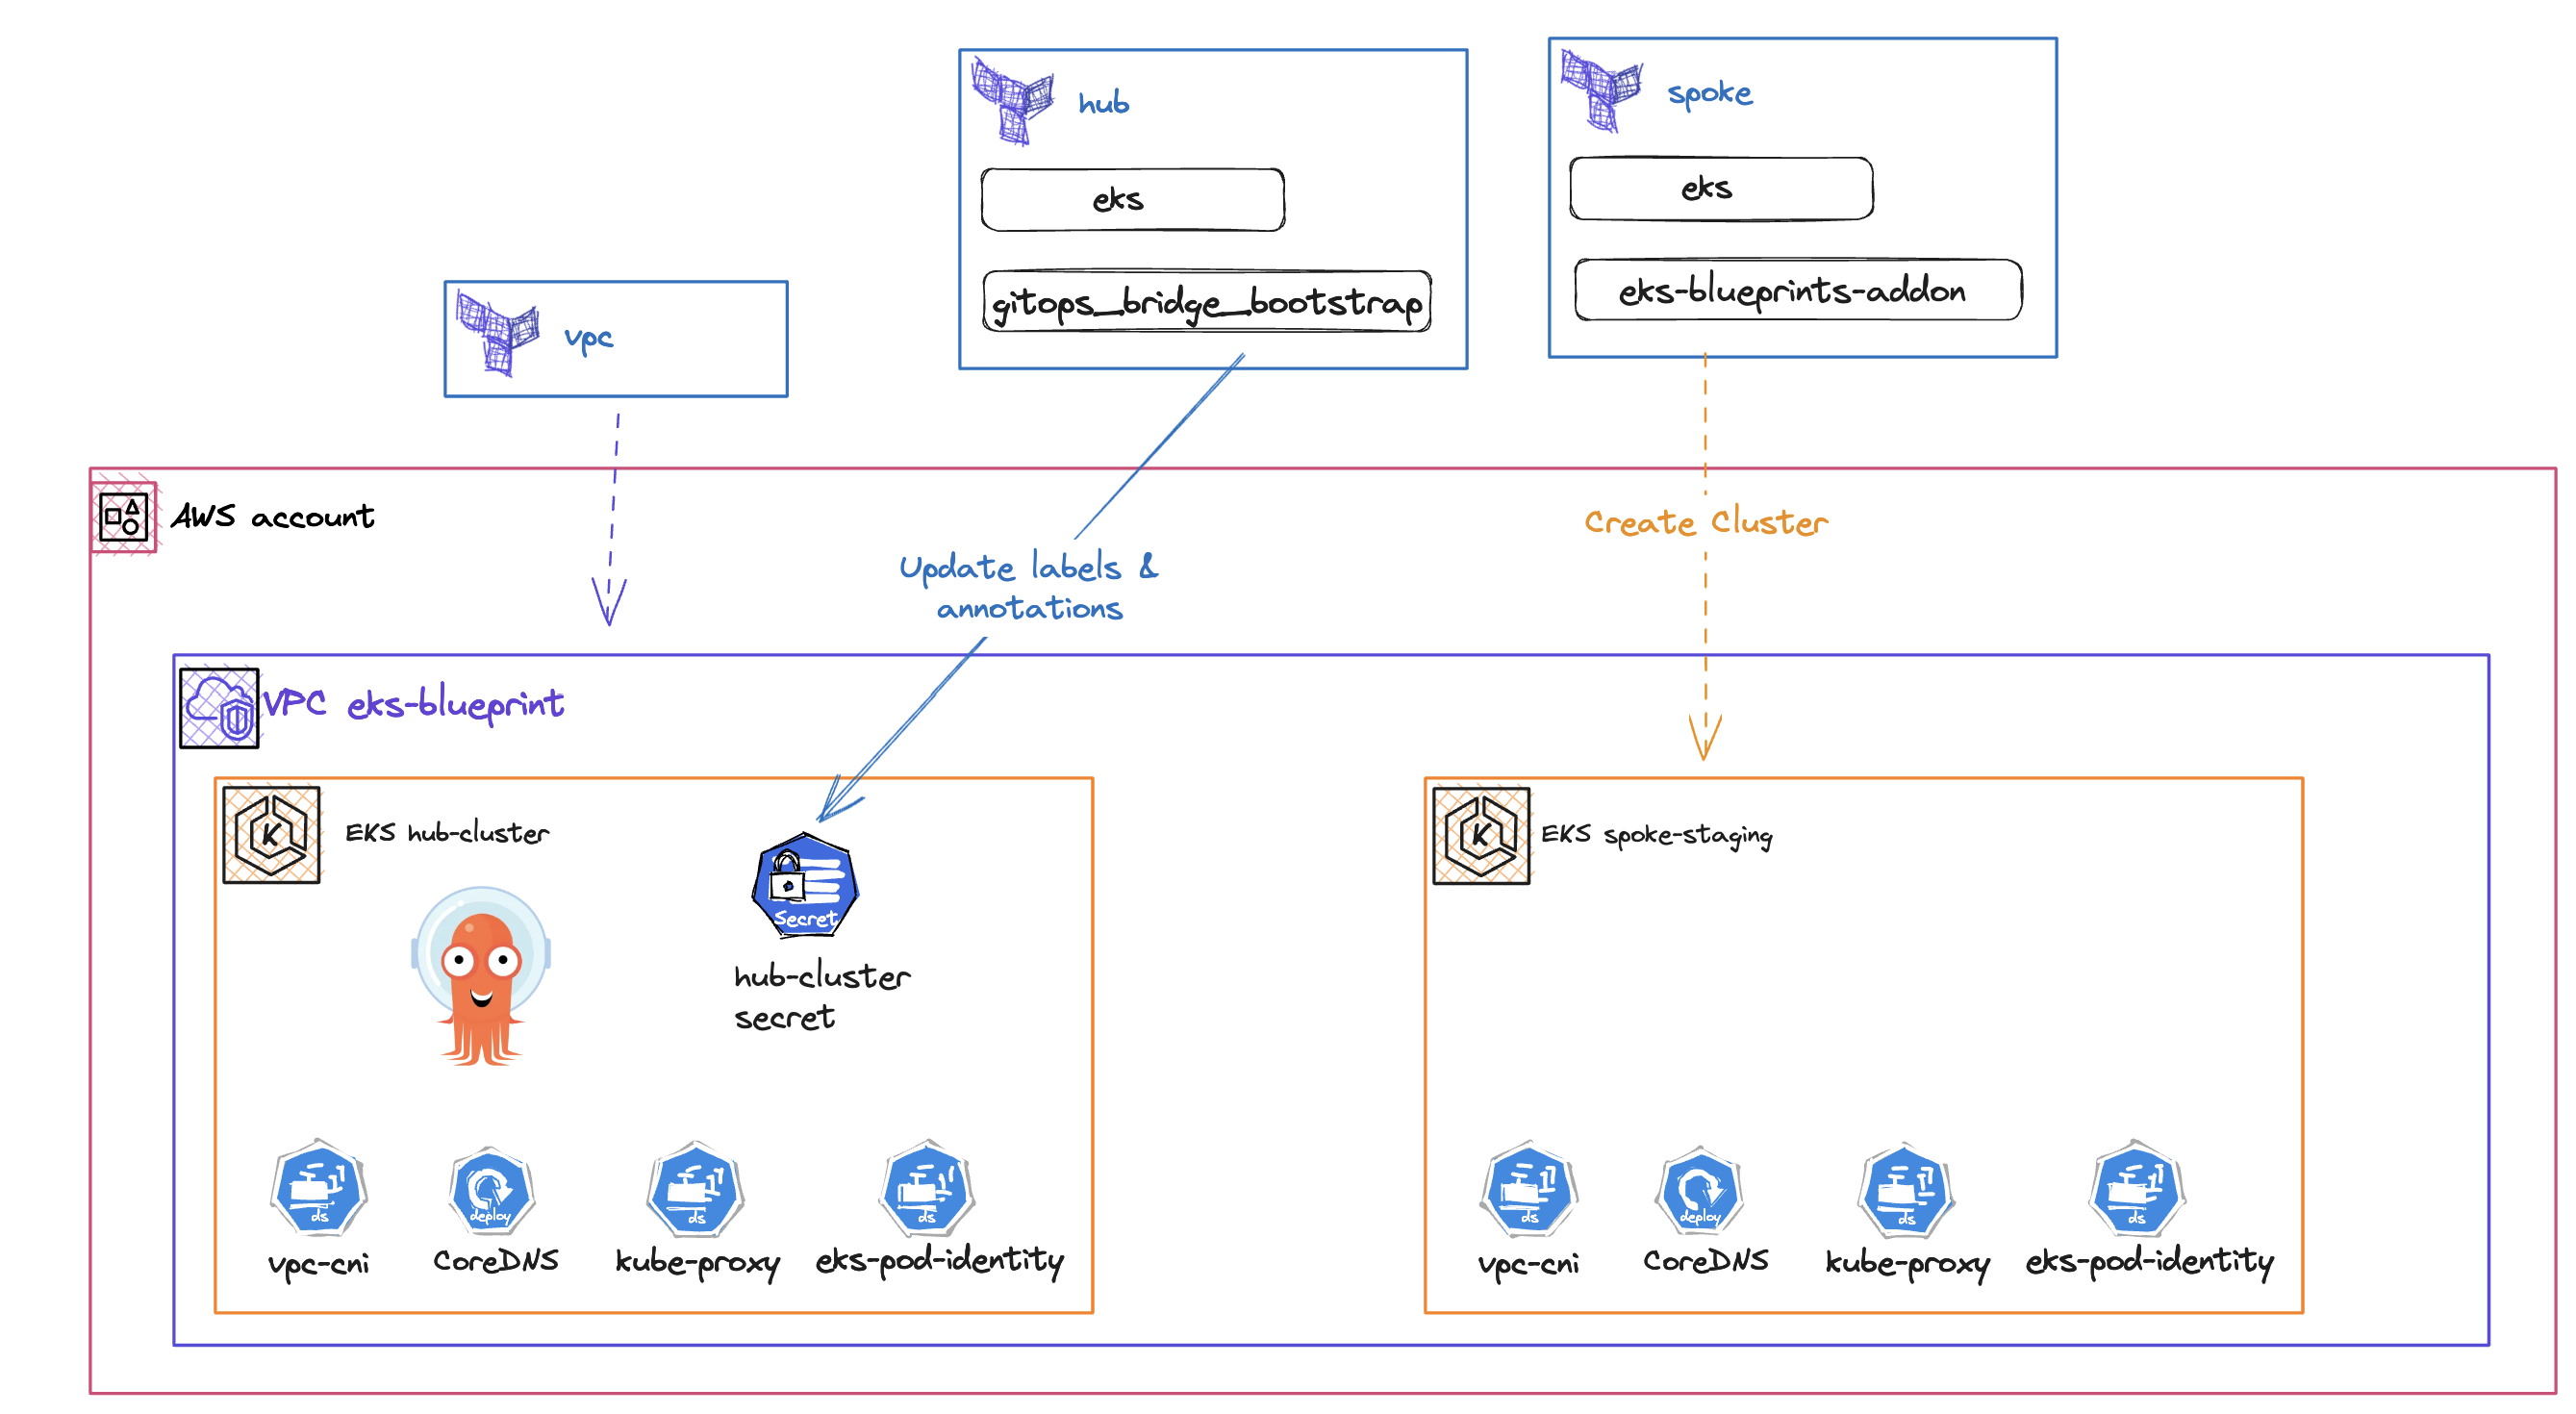 hub
eks
gitops_bridge_bootstrap
spoke
eks
eks-blueprints-addon
vpc
AWS account
Create Cluster
Update labels &
annotations
VPC eks-blueprint
K
EKS hub-cluster
Secret
hub-cluster
secret
ds
vpc-cni
deploy
CoreDNS
ds
kube-proxy
ds
eks-pod-identity
K
EKS spoke-staging
ds
vpc-cni
deploy
CoreDNS
ds
kube-proxy
ds
eks-pod-identity